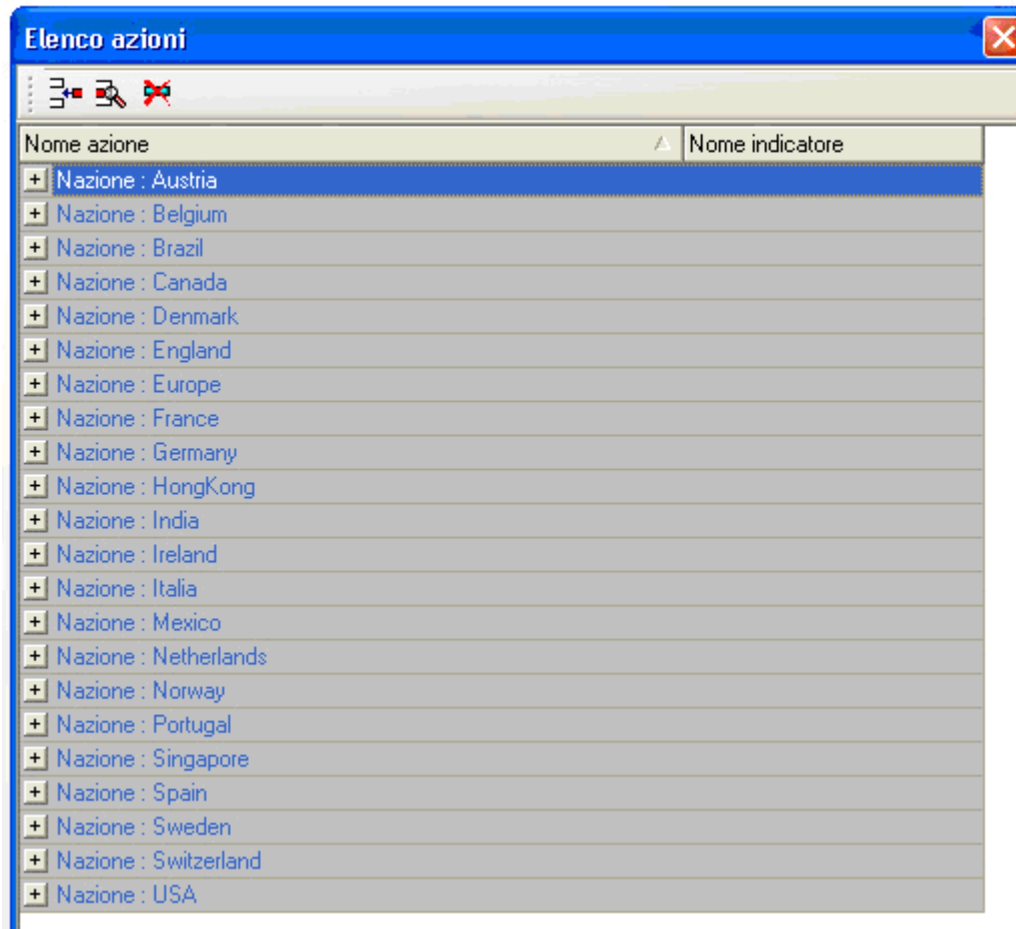 Elenco azioni
Nome azione Nome indicatore
Nazione : Austria
Nazione : Belgium
Nazione : Brazil
Nazione : Canada
Nazione : Denmark
Nazione : England
Nazione : Europe
Nazione : France
Nazione : Germany
Nazione : HongKong
Nazione : India
Nazione : Ireland
Nazione : Italia
Nazione : Mexico
Nazione : Netherlands
Nazione : Norway
Nazione : Portugal
Nazione : Singapore
Nazione : Spain
Nazione : Sweden
Nazione : Switzerland
Nazione : USA